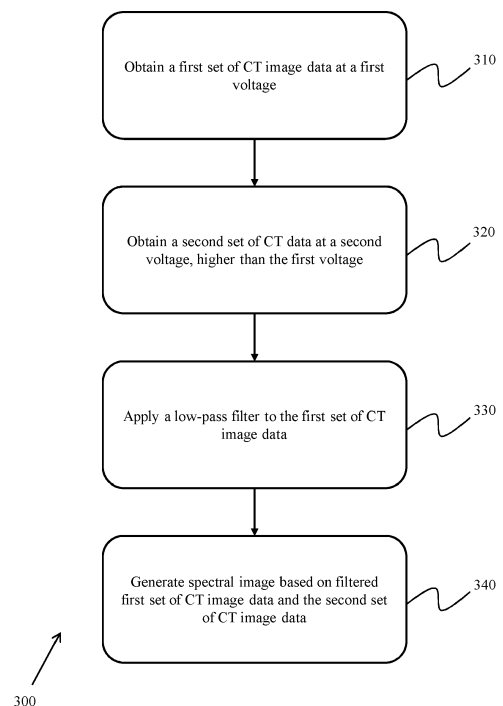 Obtain a first set of CT image data at a first
voltage
310
Obtain a second set of CT data at a second
voltage, higher than the first voltage
320
Apply a low-pass filter to the first set of CT
image data
330
Generate spectral image based on filtered
first set of CT image data and the second set
of CT image data
340
300